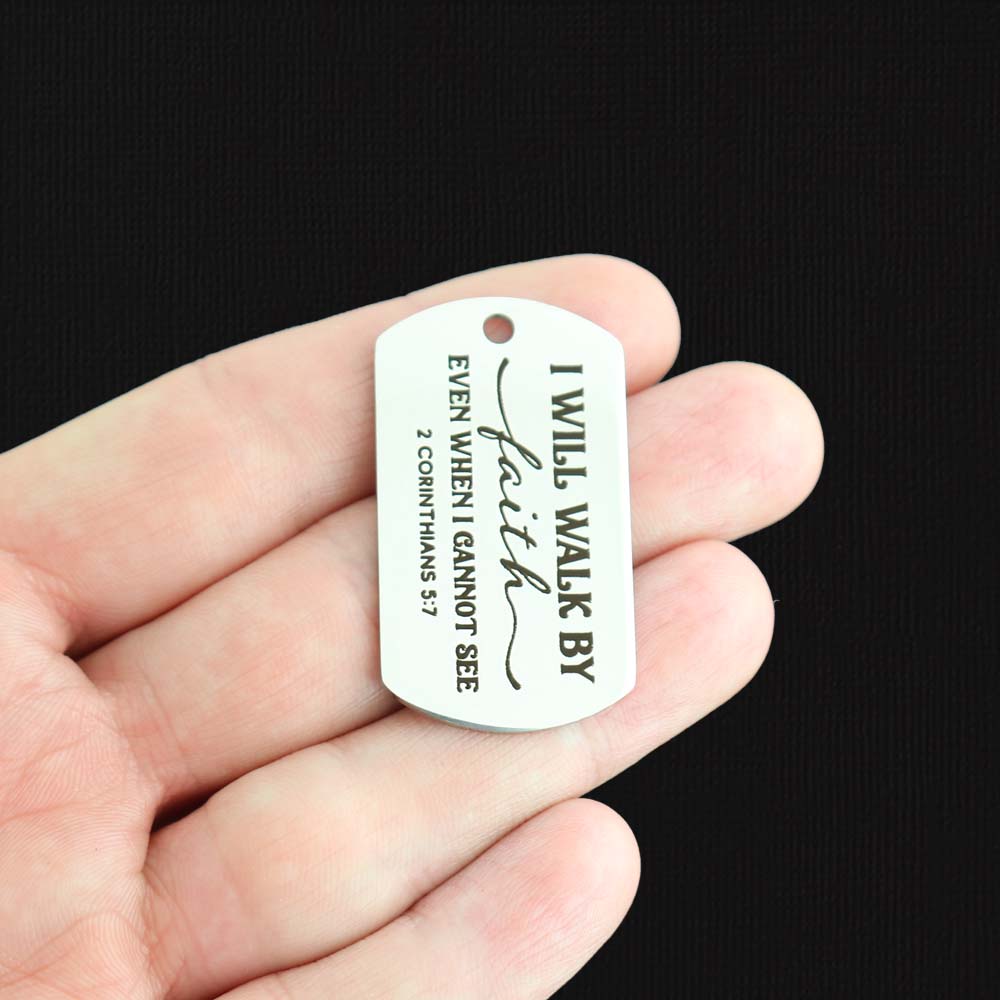 I WILL WALK BY
faith
EVEN WHEN I CANNOT SEE
2 CORINTHIANS 5:7